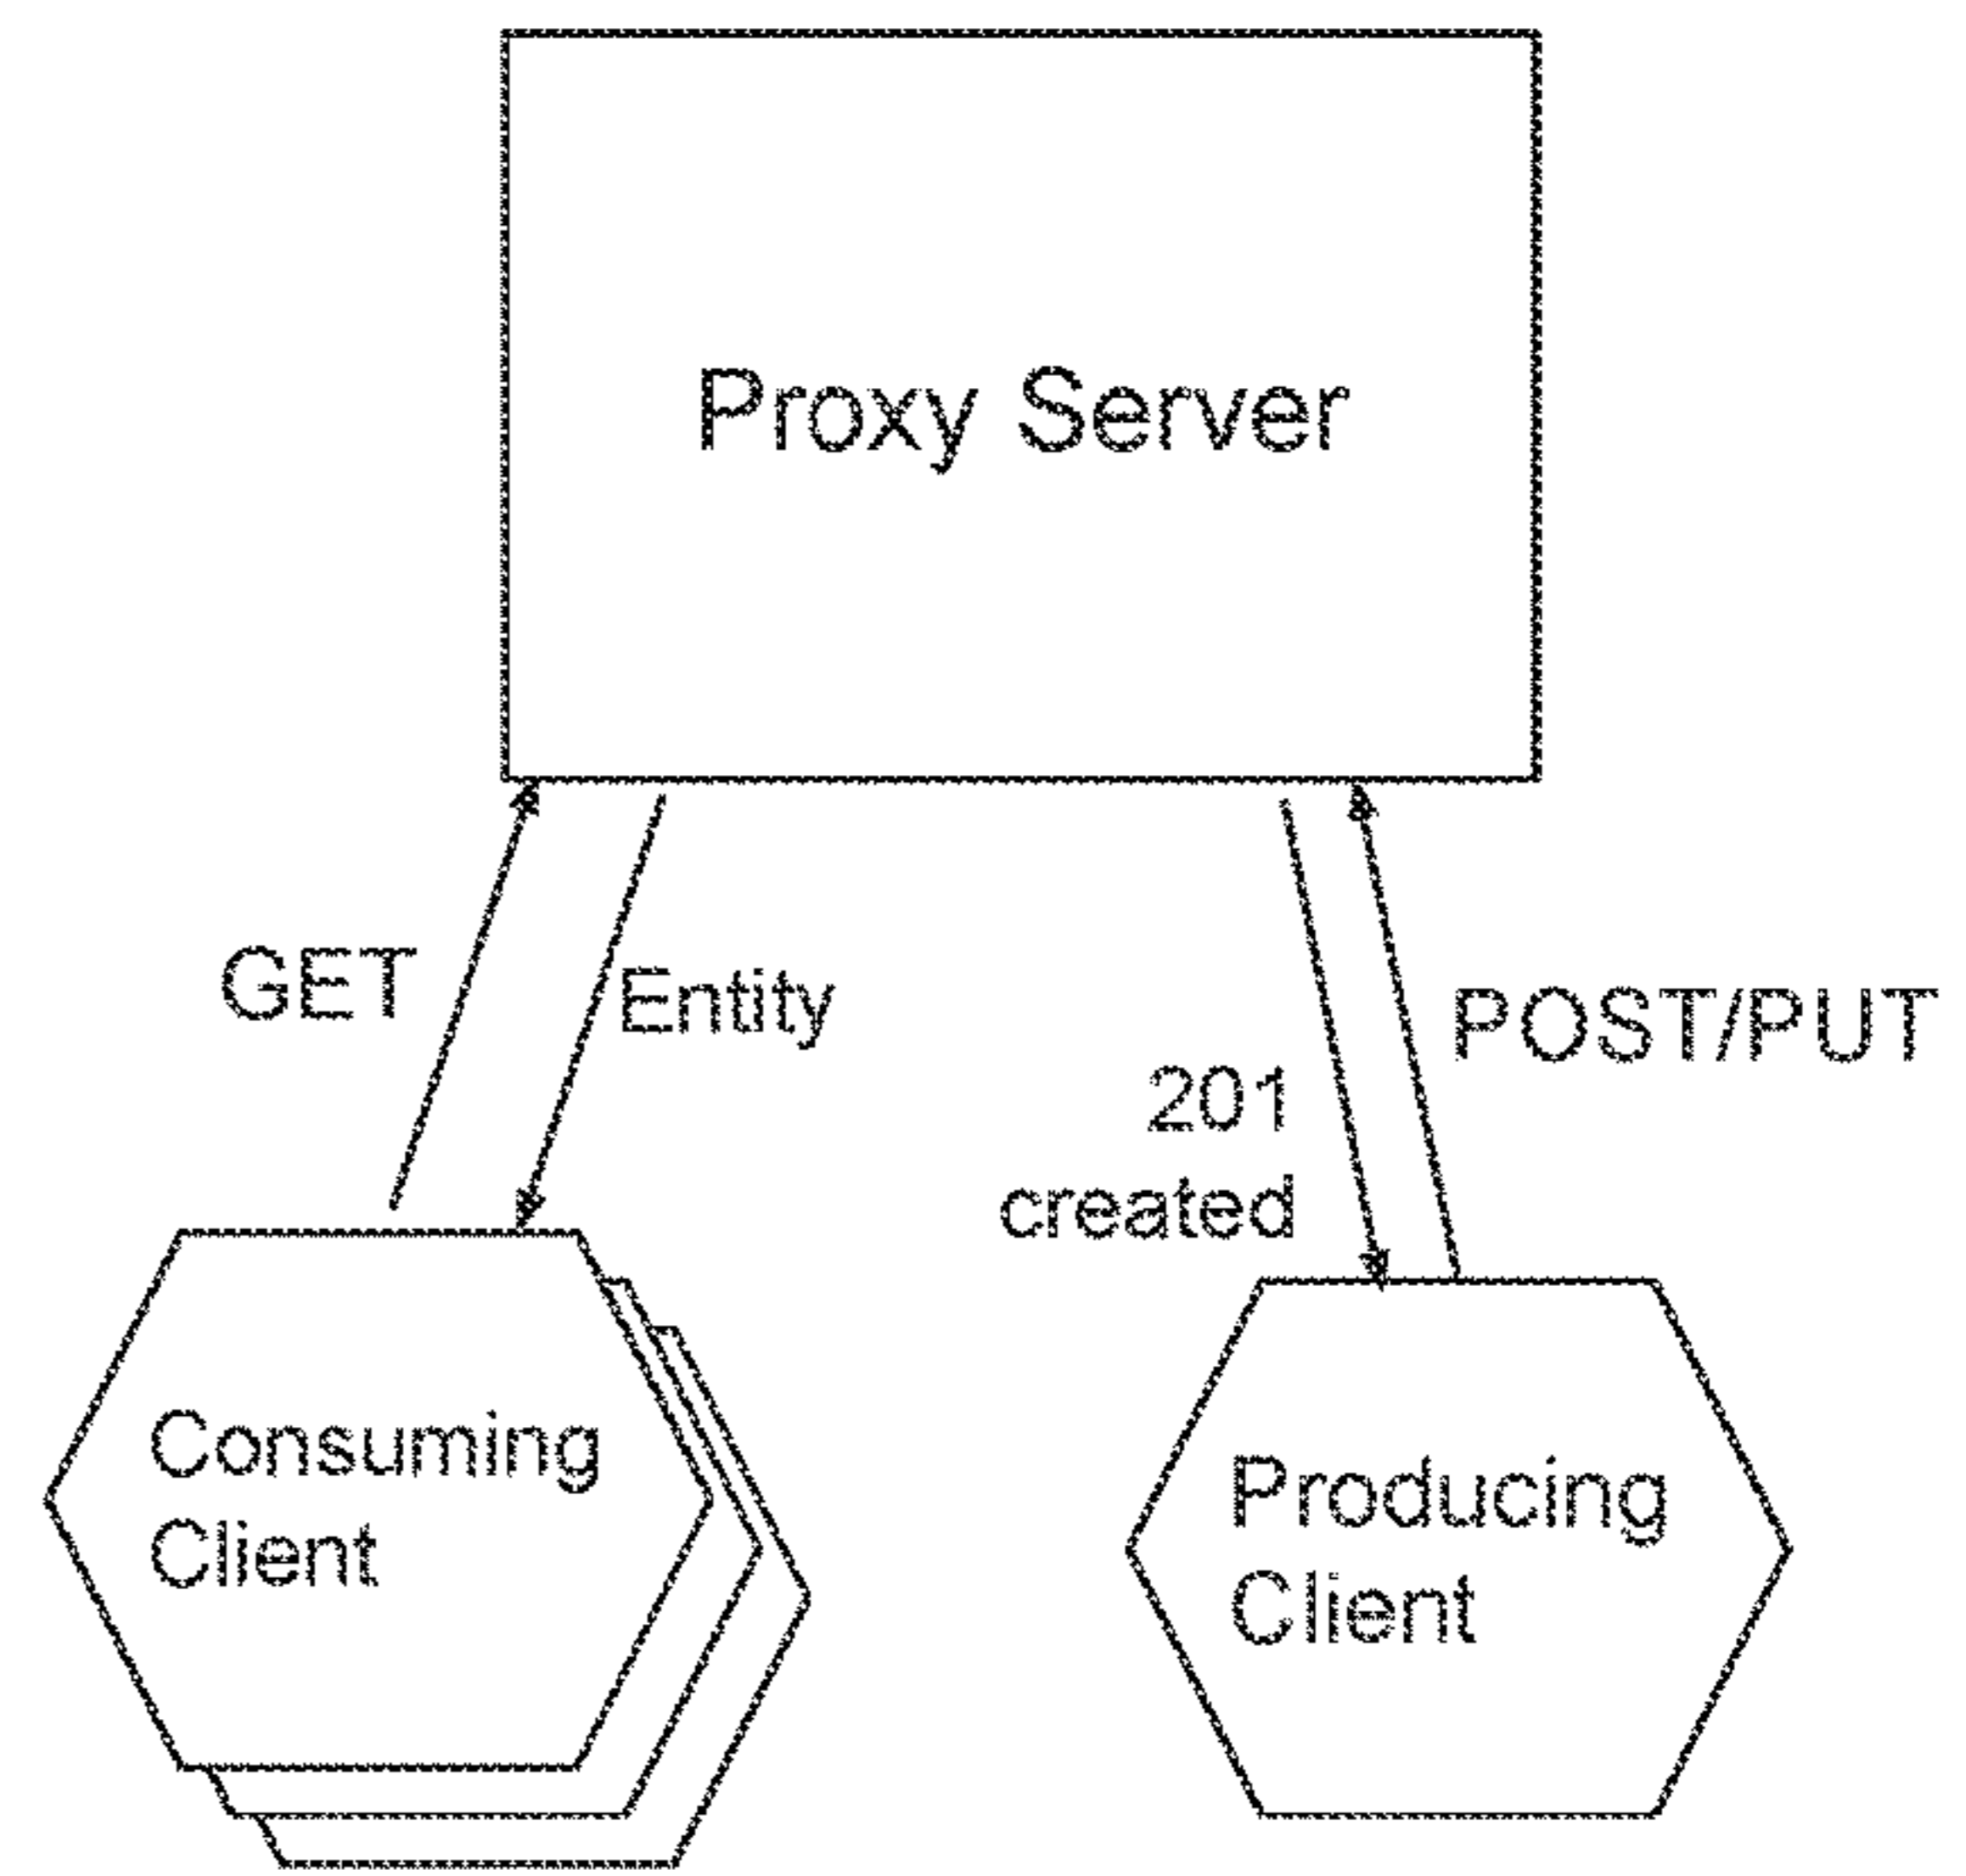 Proxy Server
GET
Entity
POST/PUT
201
created
Consuming
Client
Producing
Client